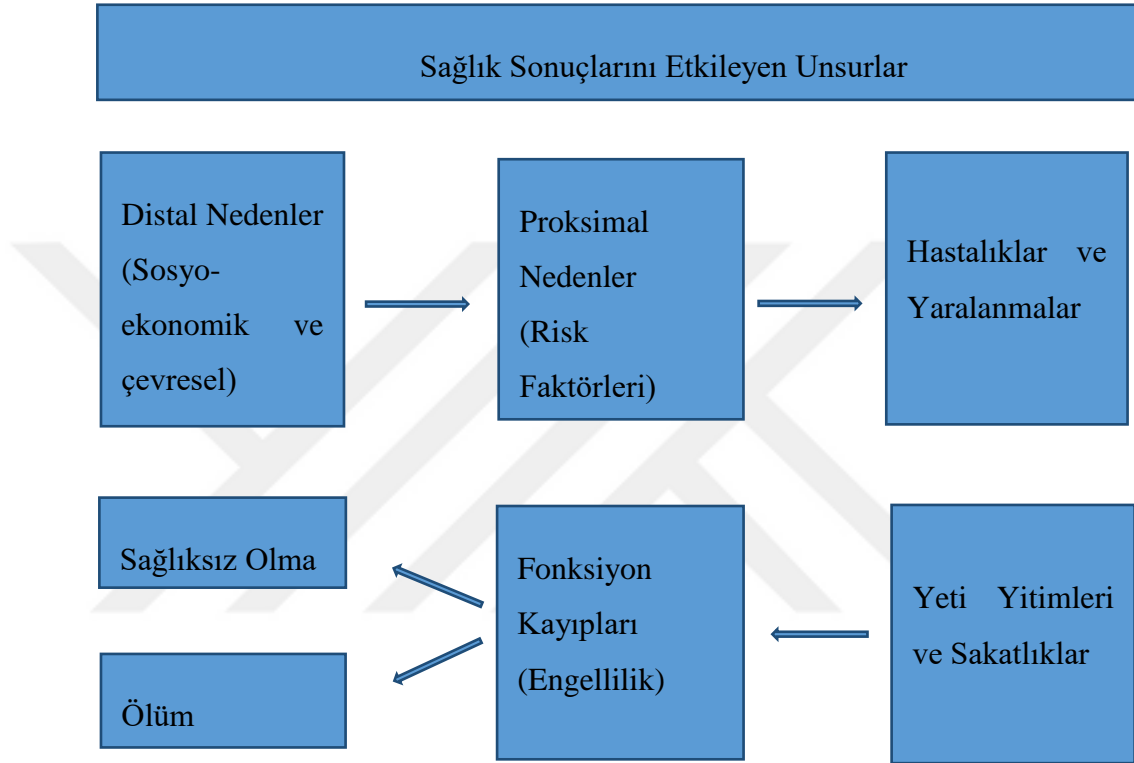 Sağlık Sonuçlarını Etkileyen Unsurlar
Distal Nedenler
(Sosyo-
ekonomik ve
çevresel)
Proksimal
Nedenler
(Risk
Faktörleri)
Hastalıklar ve
Yaralanmalar
Sağlıksız Olma
Ölüm
Fonksiyon
Kayıpları
(Engellilik)
Yeti Yitimleri
ve Sakatlıklar